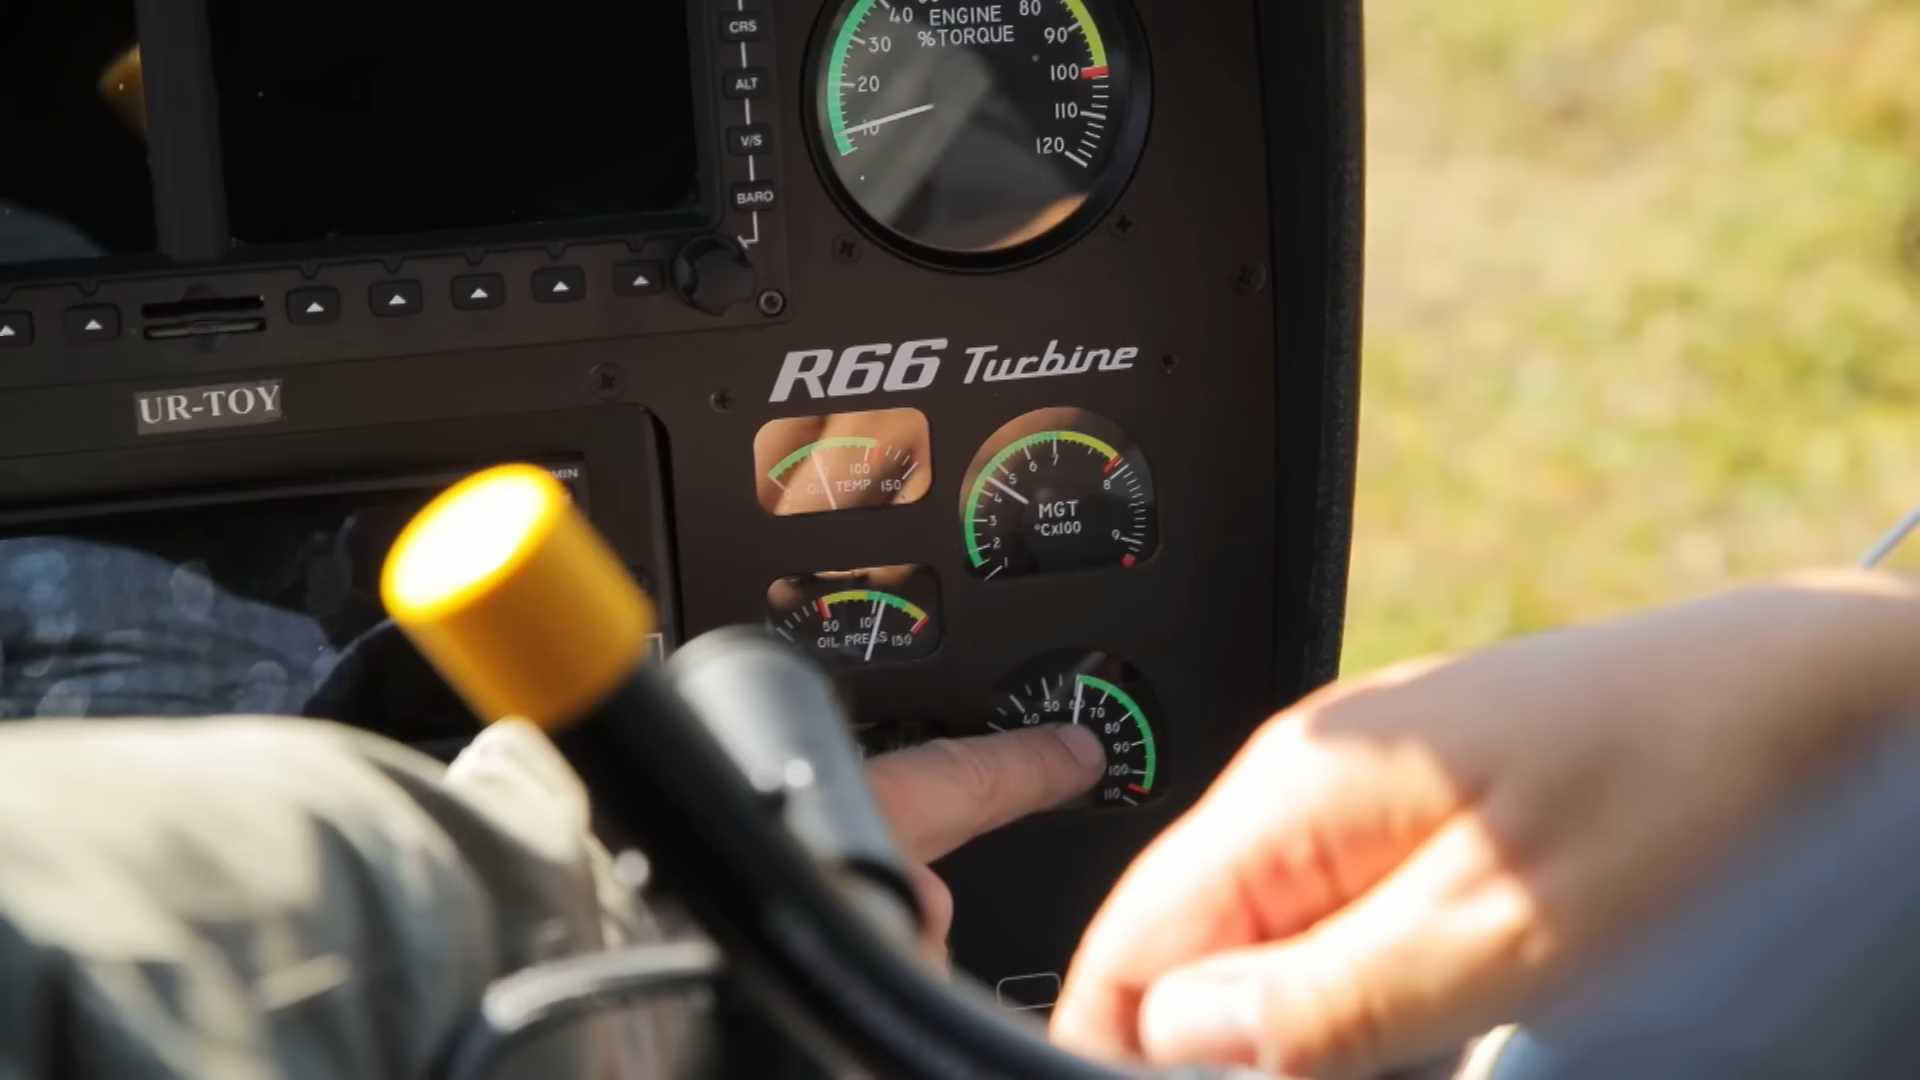 CRS
ALT
V/S
BARO
40 ENGINE 80
%TORQUE
30 90
20 100
10 110
120
R66 Turbine
UR-TOY
100
OIL TEMP 150
50 100
OIL PRESS 150
1 2 3 4 5 6 7 8 9
MGT
°Cx100
40 50 60 70 80 90 100 110